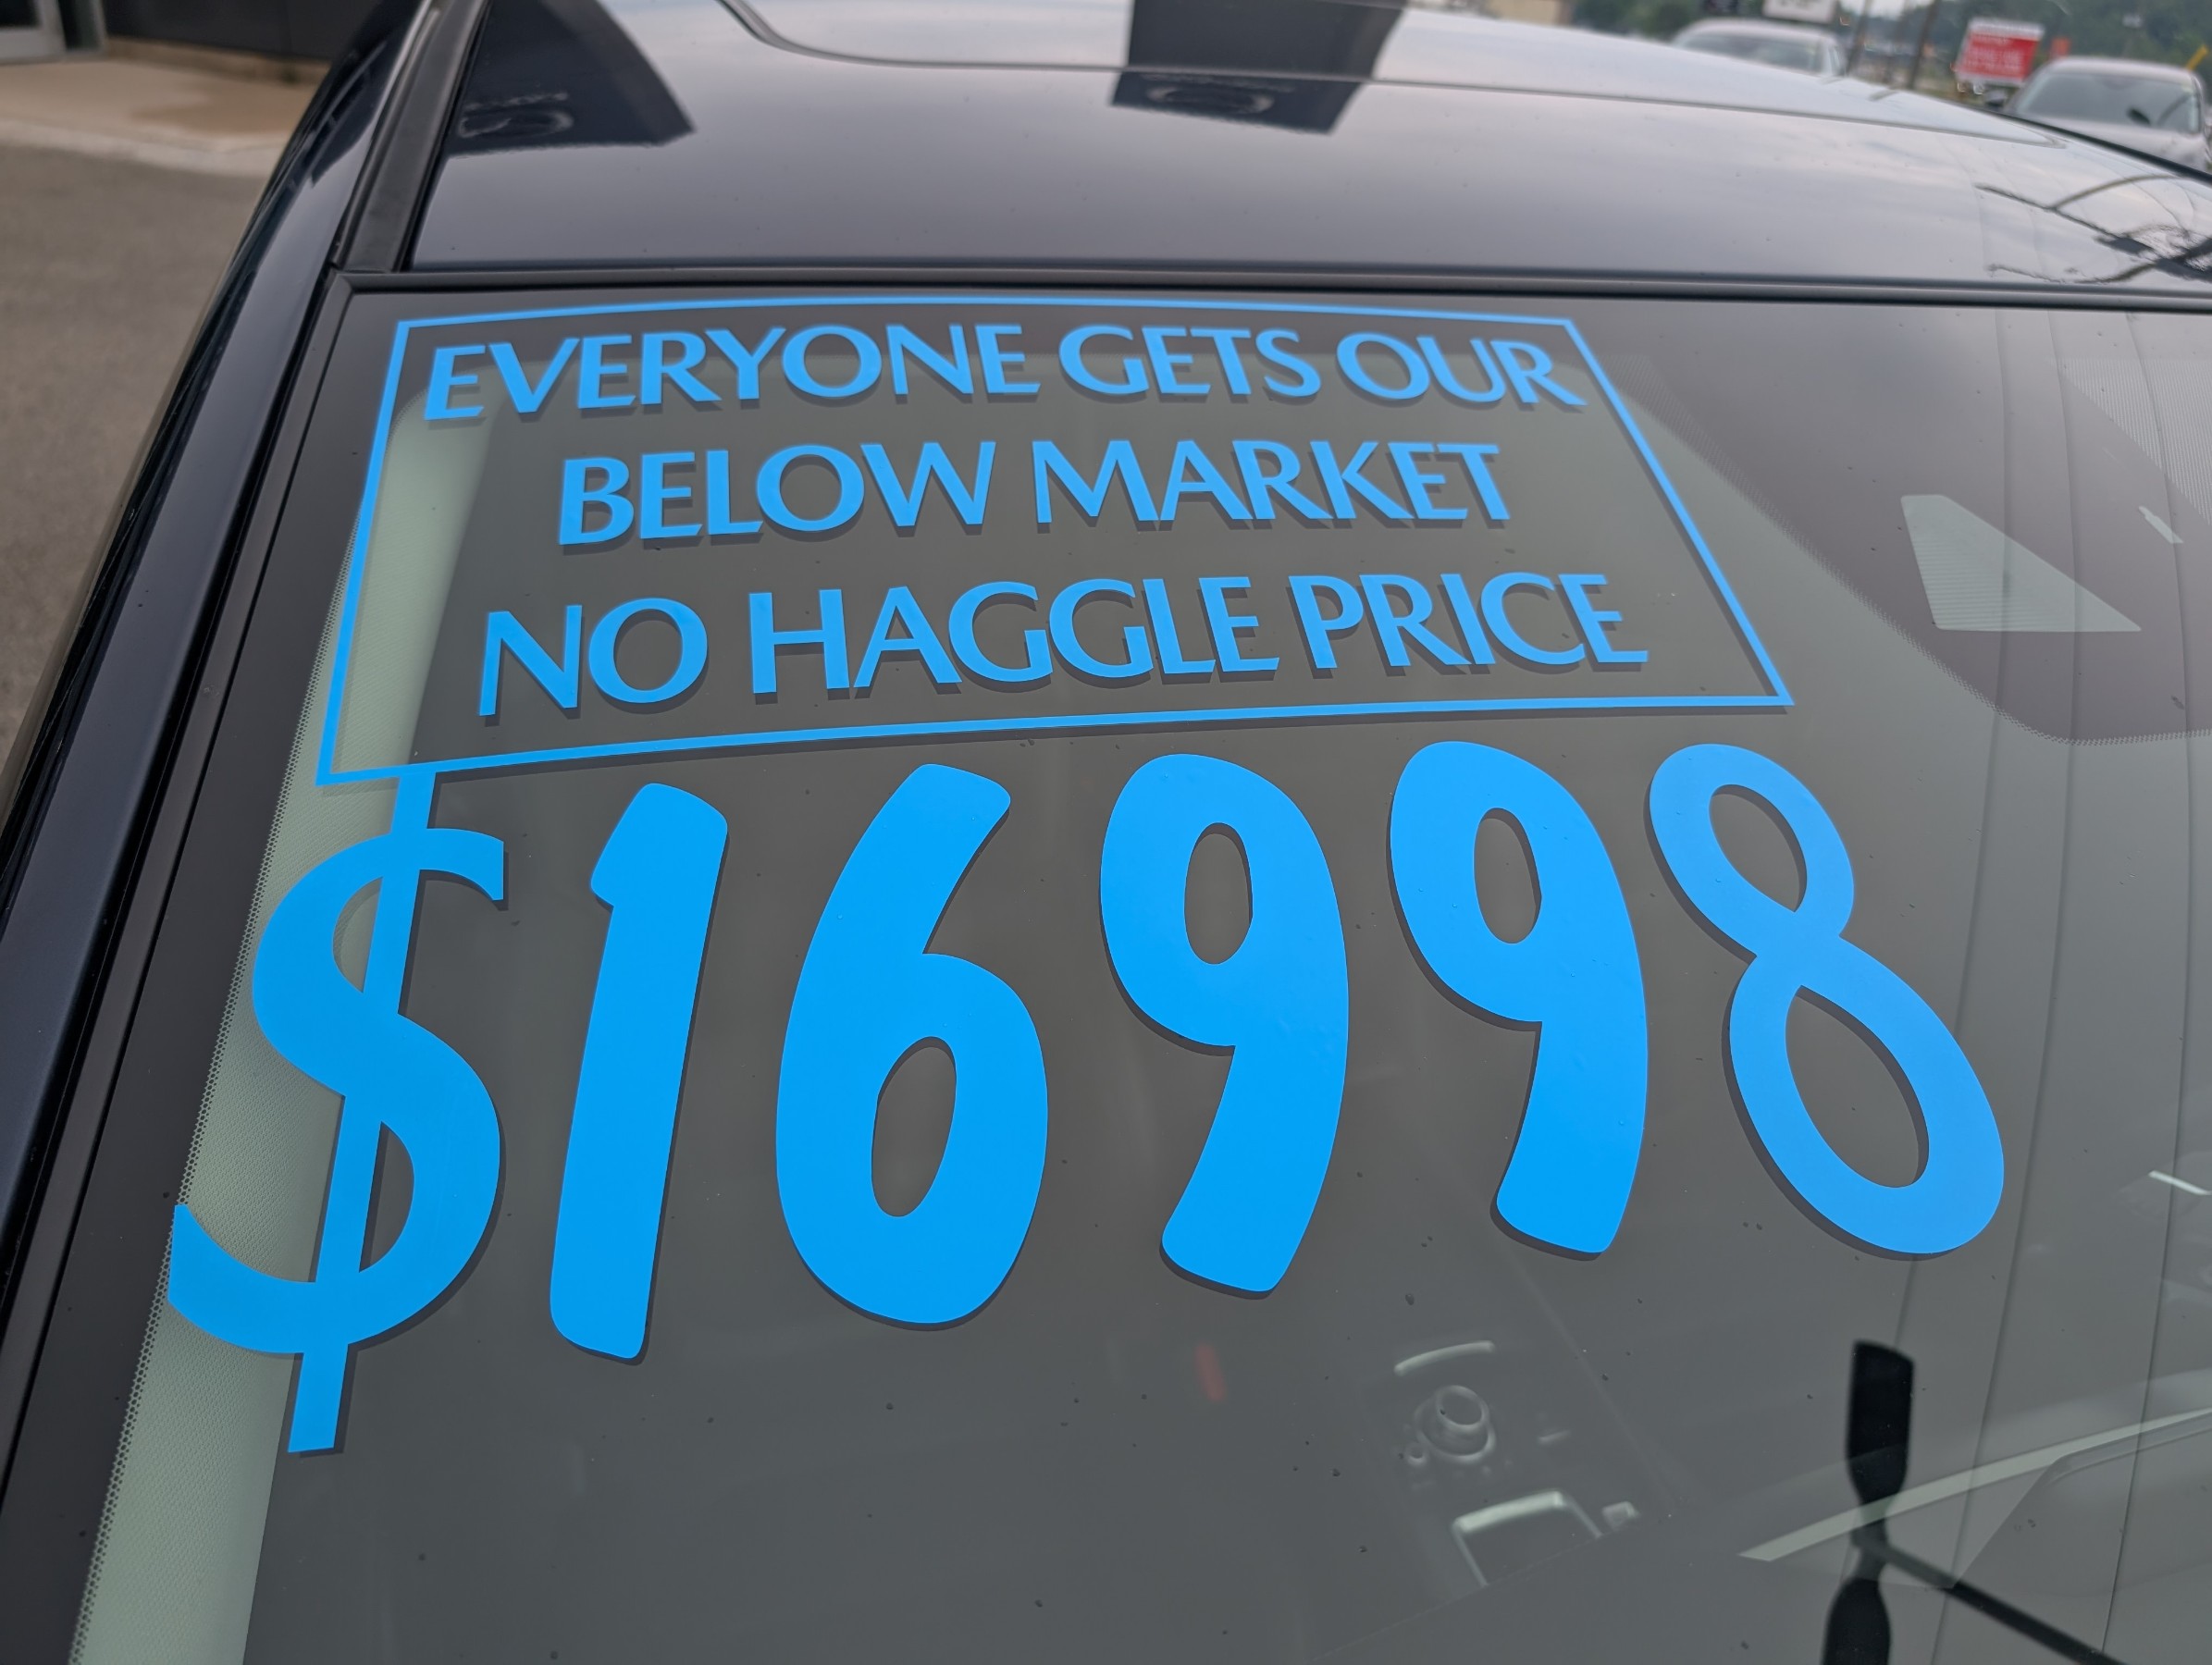 EVERYONE GETS OUR
BELOW MARKET
NO HAGGLE PRICE
$16998